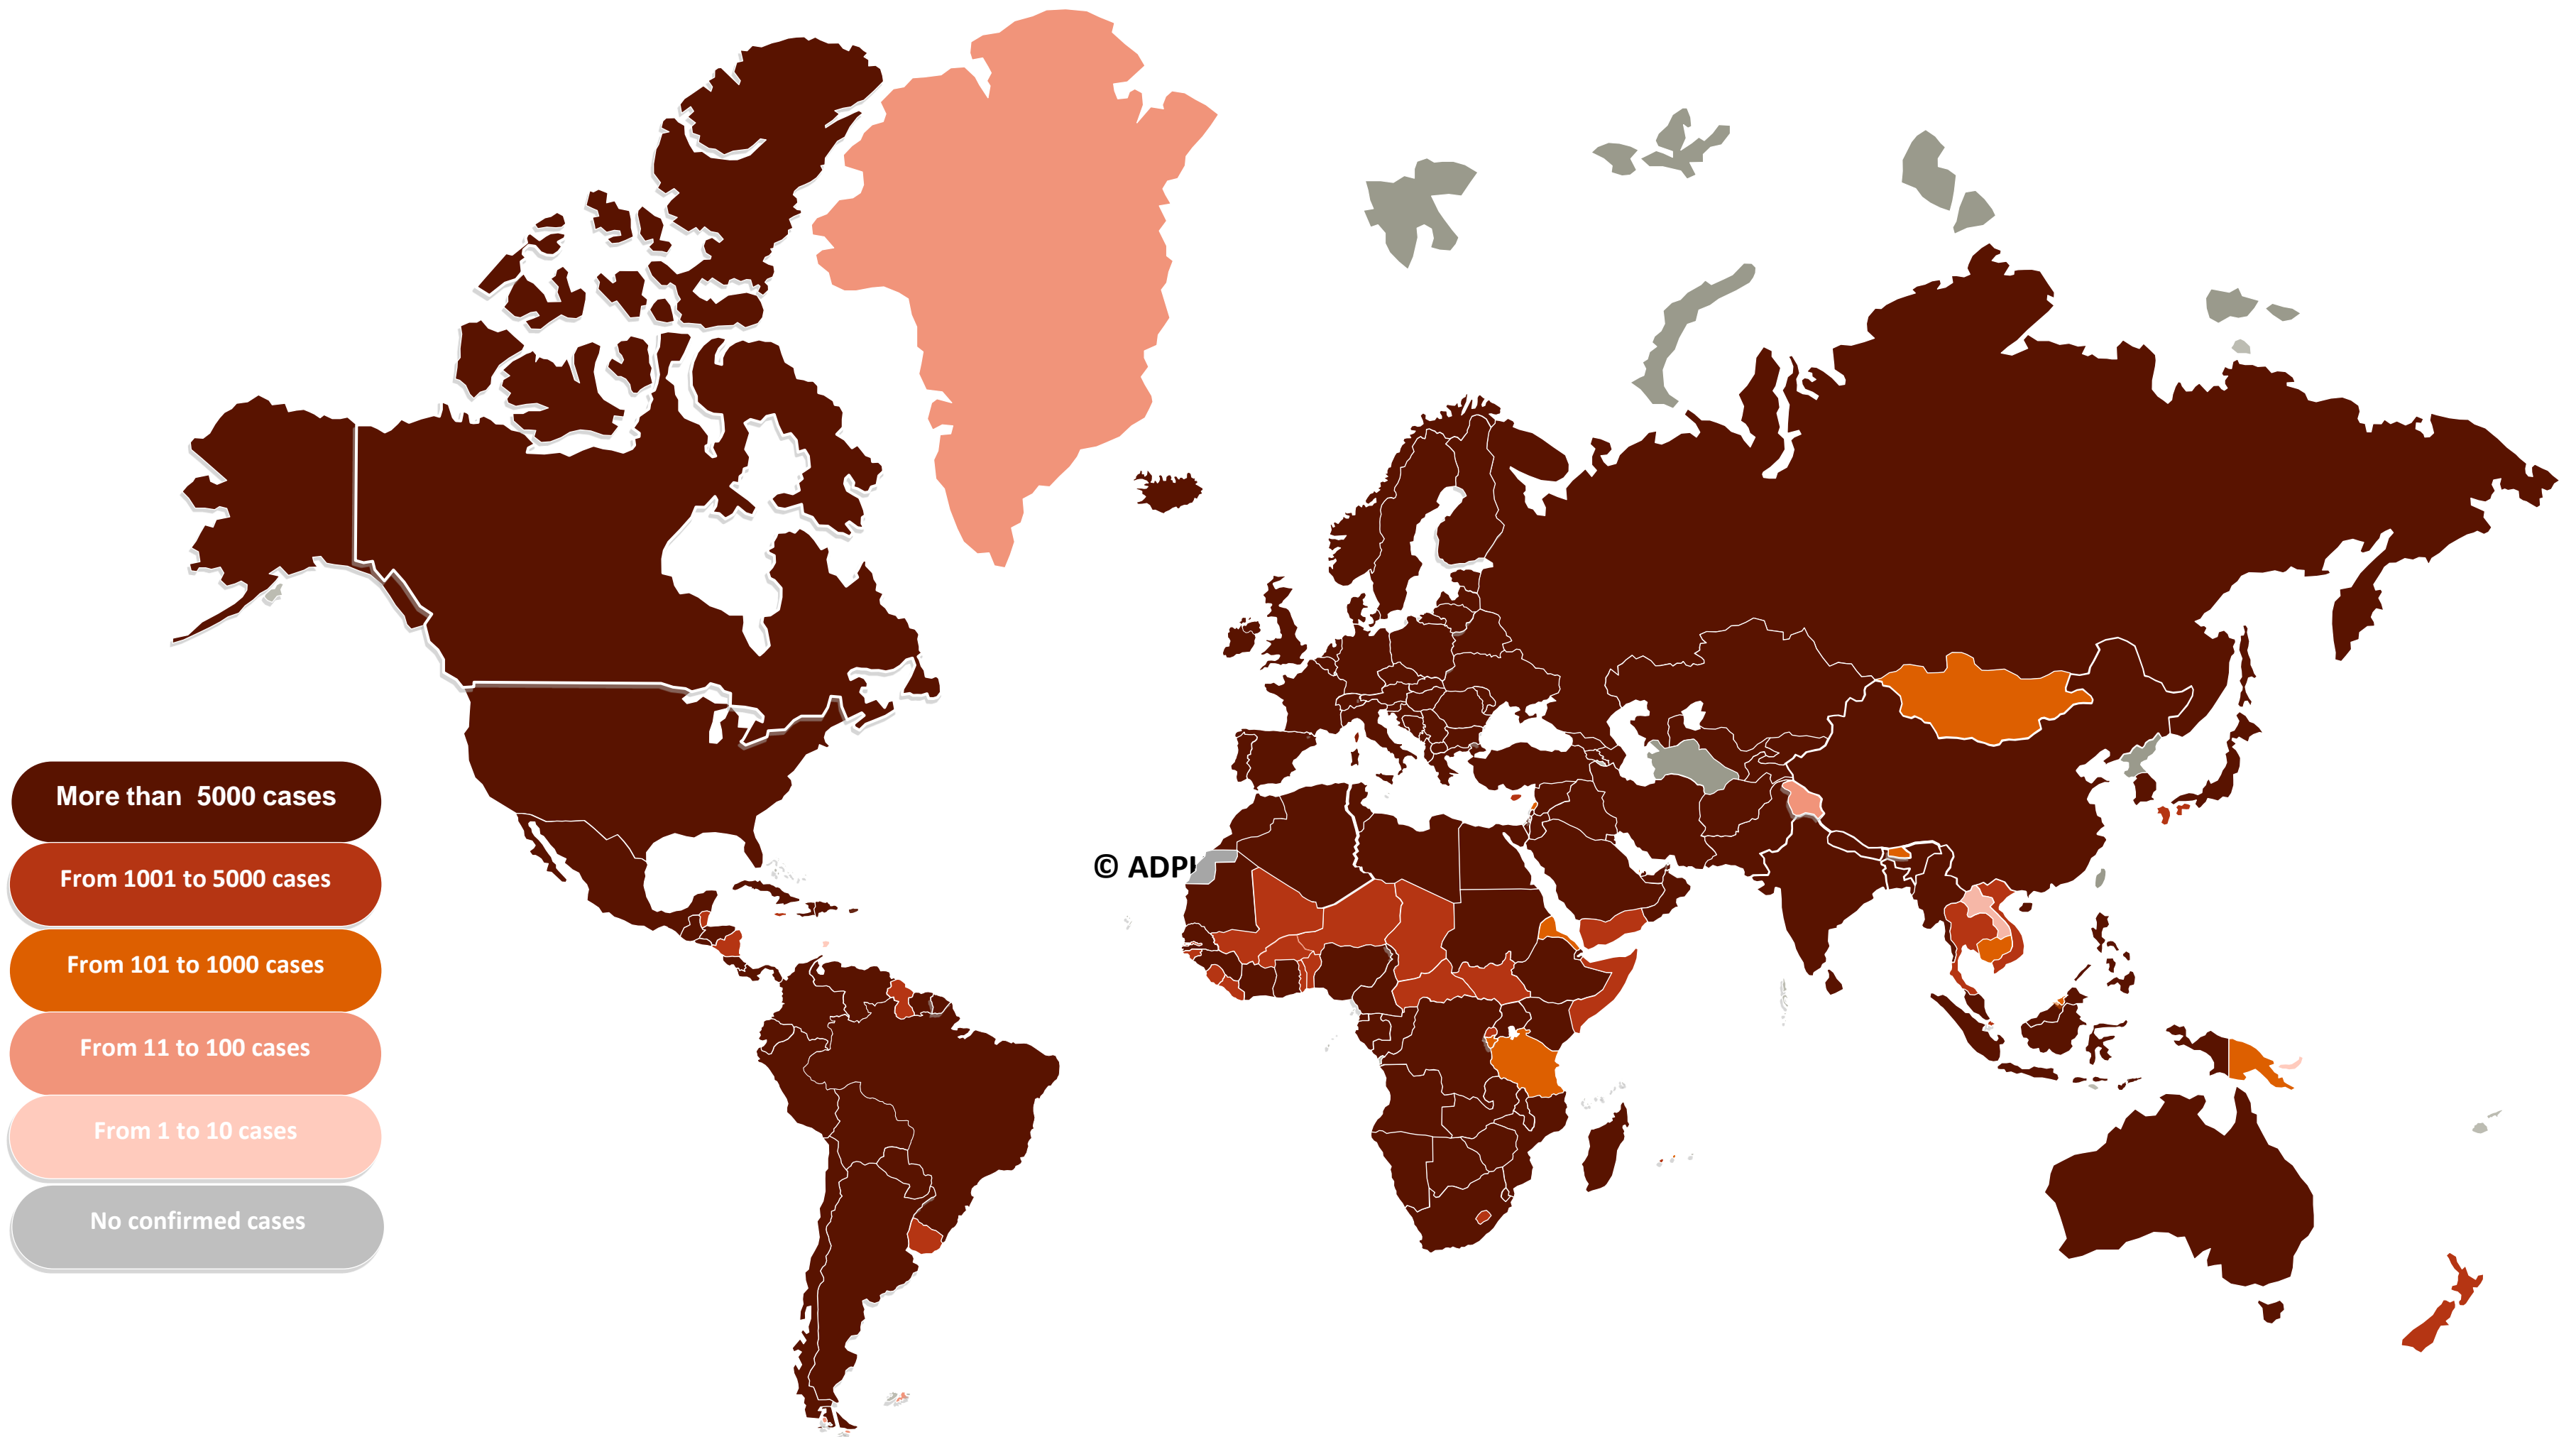 © ADPH
More than 5000 cases
From 1001 to 5000 cases
From 101 to 1000 cases
From 11 to 100 cases
From 1 to 10 cases
No confirmed cases